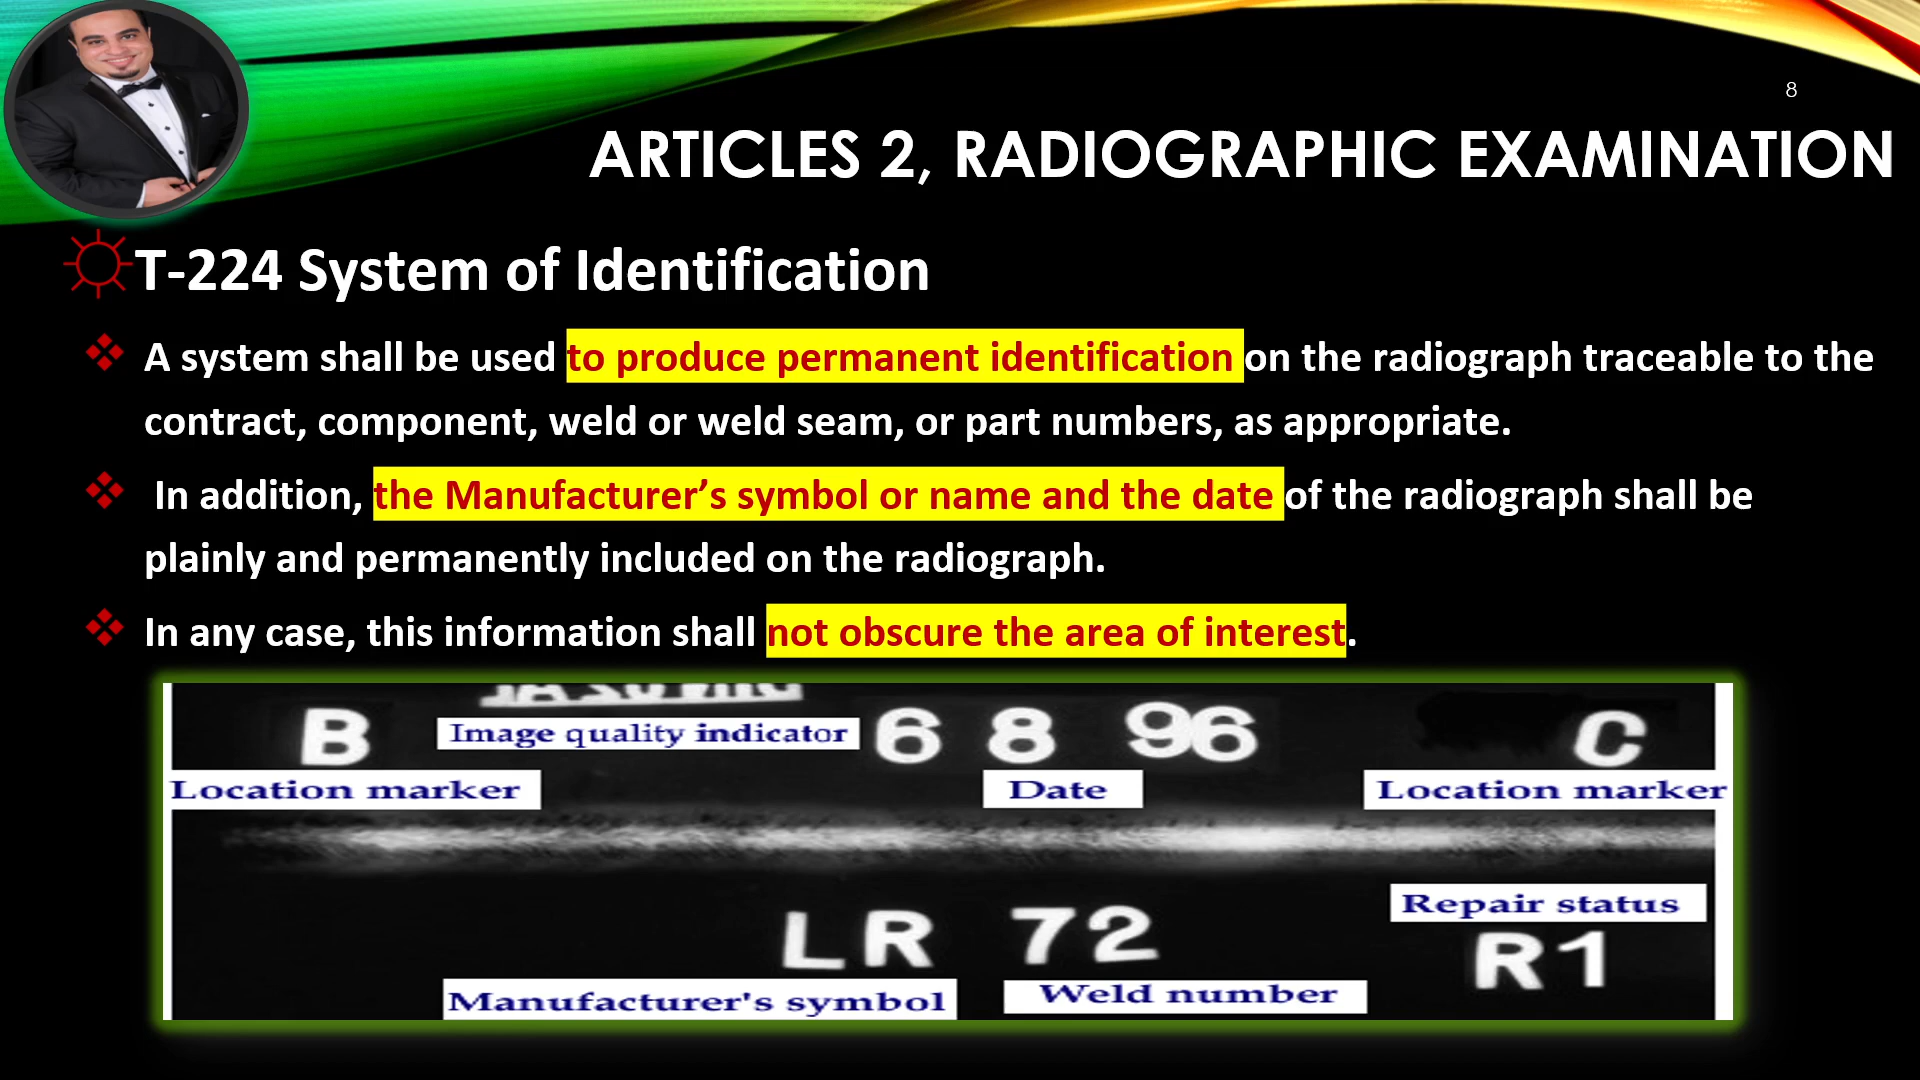 8
ARTICLES 2, RADIOGRAPHIC EXAMINATION
T-224 System of Identification
A system shall be used to produce permanent identification on the radiograph traceable to the
contract, component, weld or weld seam, or part numbers, as appropriate.
In addition, the Manufacturer’s symbol or name and the date of the radiograph shall be
plainly and permanently included on the radiograph.
In any case, this information shall not obscure the area of interest.
B Image quality indicator 6 8 96 C
Location marker Date Location marker
Repair status
LR 72 R1
Manufacturer's symbol Weld number